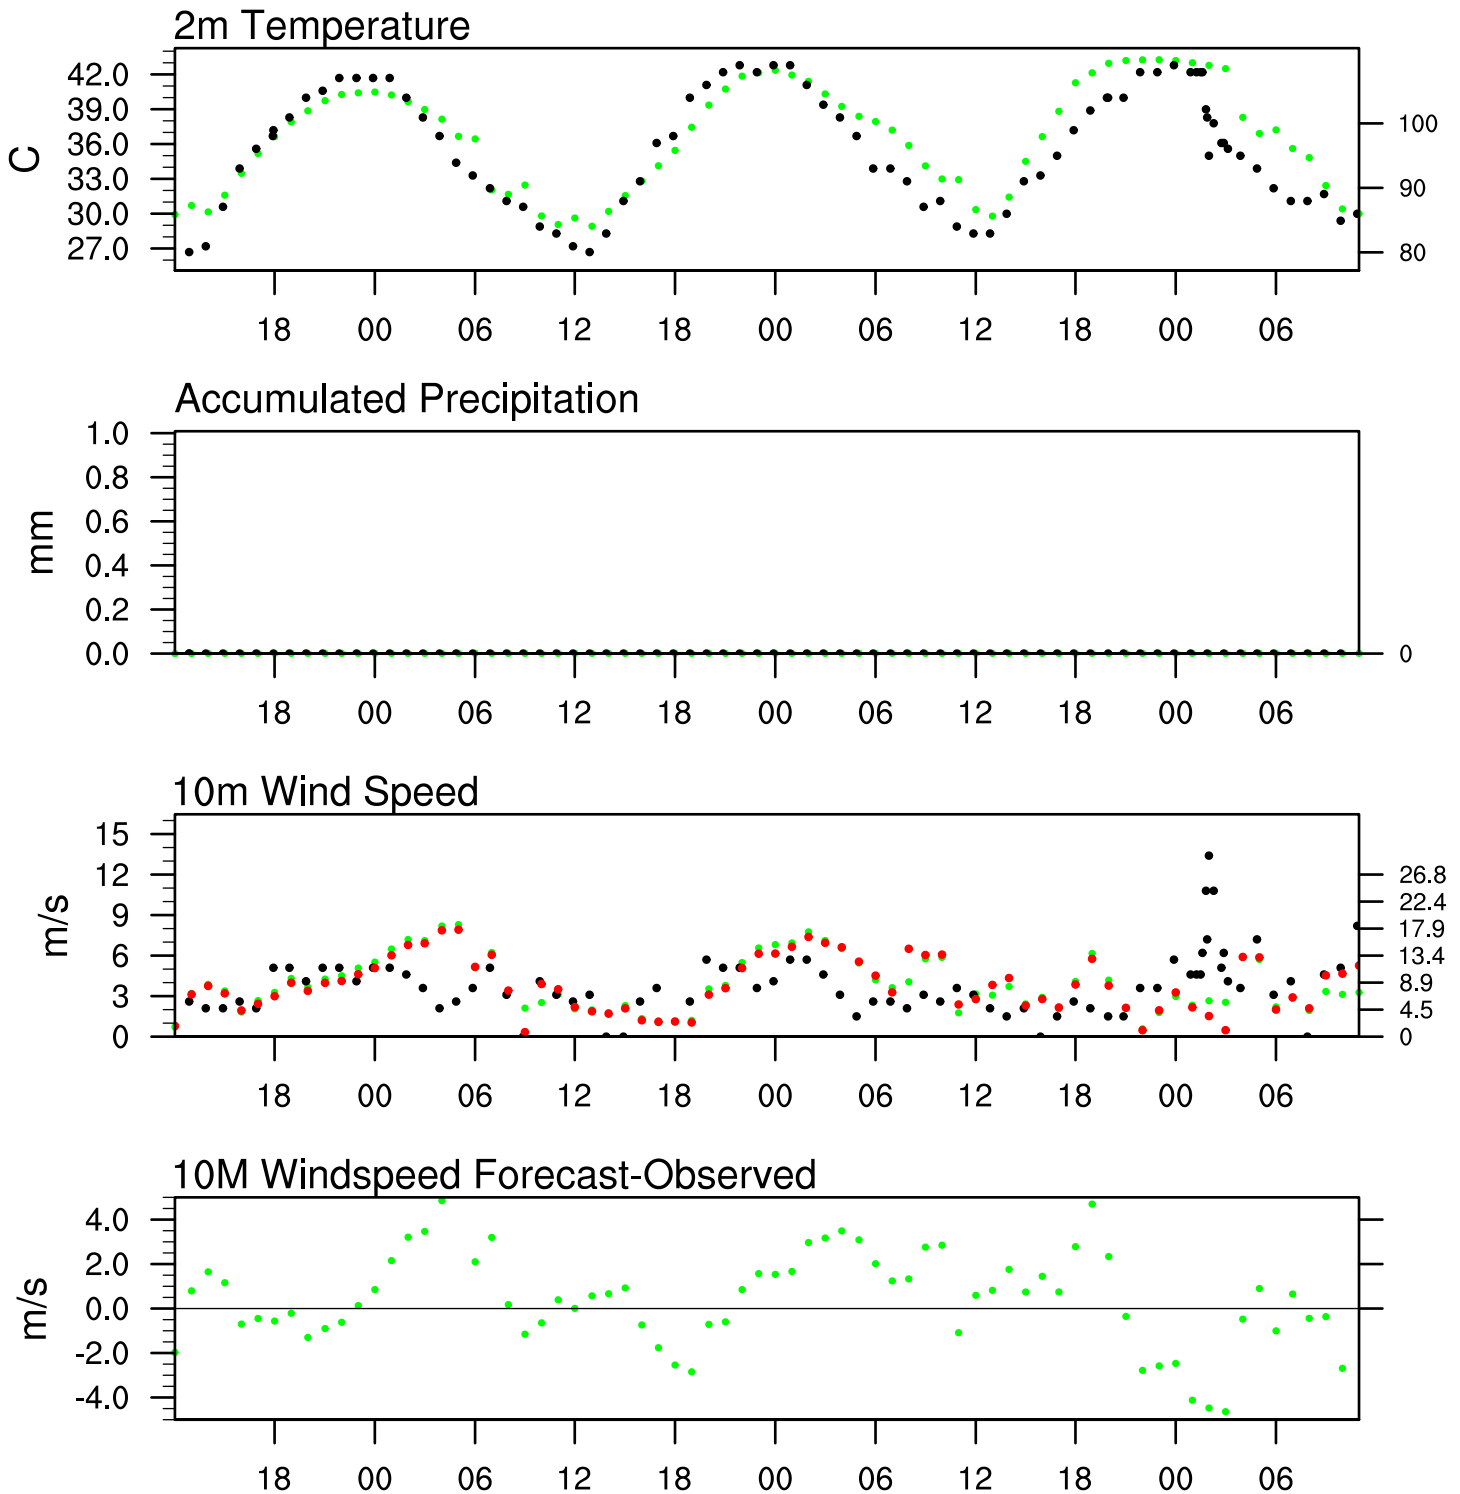 2m Temperature
42.0
39.0
36.0
33.0
30.0
27.0
C
100
90
80
18 00 06 12 18 00 06 12 18 00 06
Accumulated Precipitation
1.0
0.8
0.6
0.4
0.2
0.0
mm
0
18 00 06 12 18 00 06 12 18 00 06
10m Wind Speed
15
12
9
6
3
0
m/s
26.8
22.4
17.9
13.4
8.9
4.5
0
18 00 06 12 18 00 06 12 18 00 06
10M Windspeed Forecast-Observed
4.0
2.0
0.0
-2.0
-4.0
m/s
18 00 06 12 18 00 06 12 18 00 06